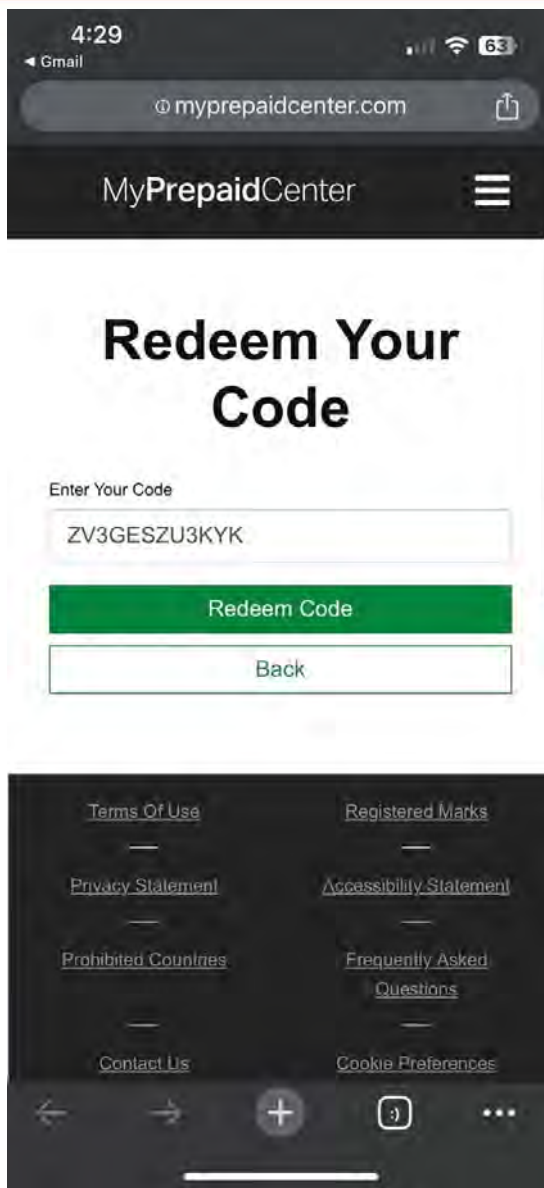 4:29
63
◄ Gmail
myprepaidcenter.com
MyPrepaidCenter
Redeem Your
Code
Enter Your Code
ZV3GESZU3KYK
Redeem Code
Back
Terms Of Use
Registered Marks
Privacy Statement
Accessibility Statement
Prohibited Countries
Frequently Asked
Questions
Contact Us
Cookie Preferences
:)